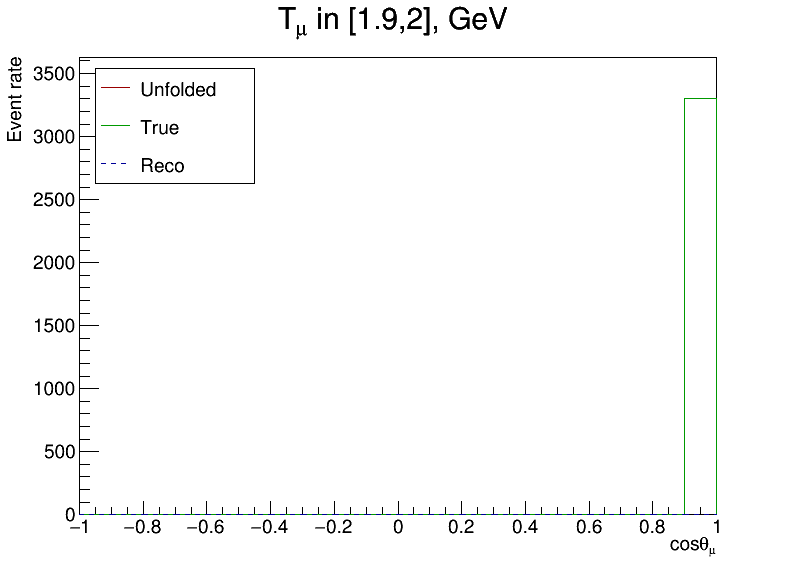 T_μ in [1.9,2], GeV
Event rate
3500
3000
2500
2000
1500
1000
500
0
Unfolded
True
Reco
−1 −0.8 −0.6 −0.4 −0.2 0 0.2 0.4 0.6 0.8 1
cosθ_μ